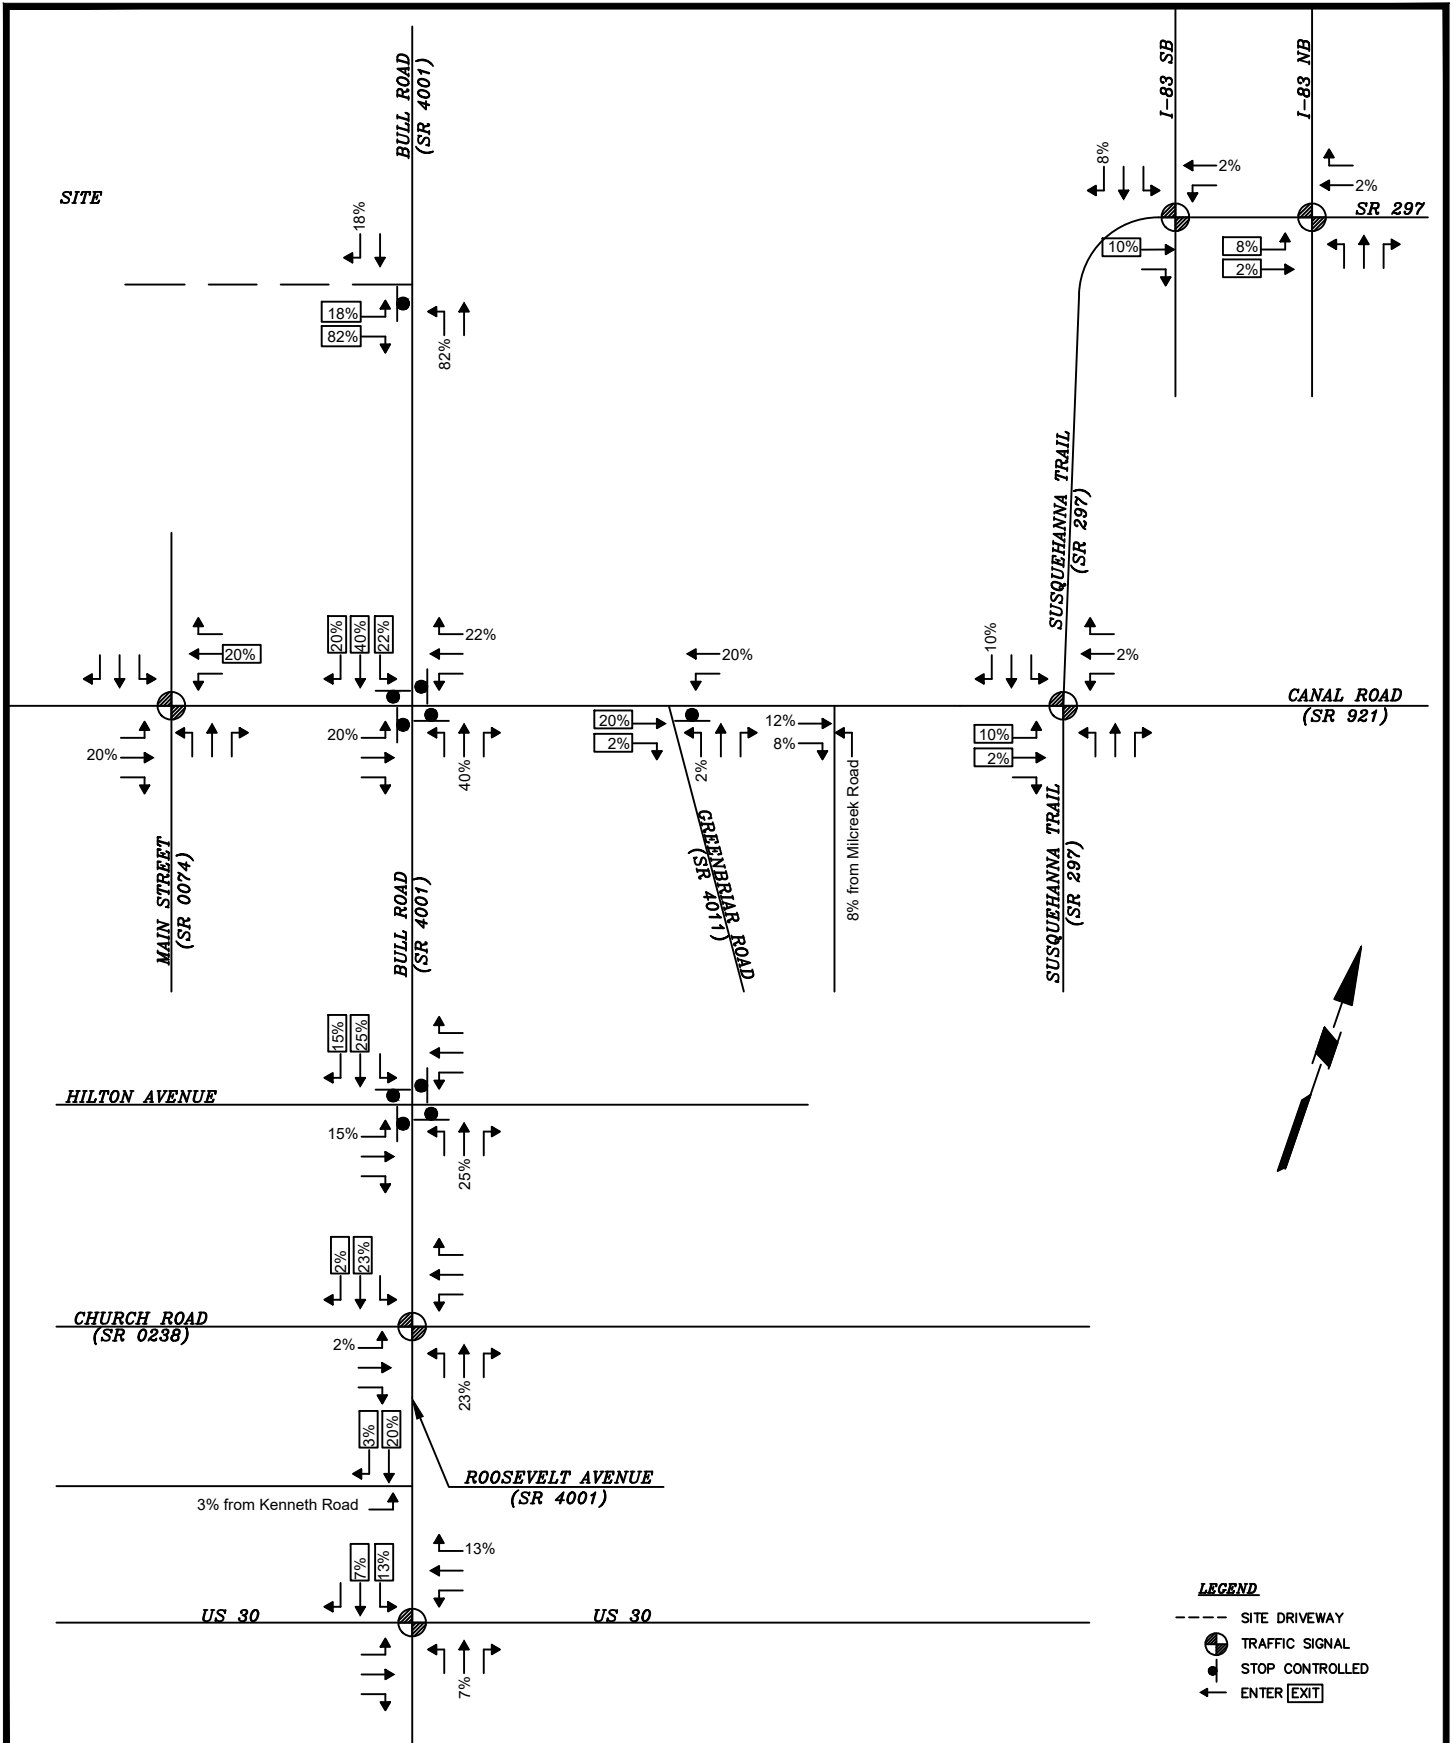 BULL ROAD
(SR 4001)
I-83 SB
I-83 NB
8%
2%
2%
SITE
SR 297
18%
10%
8%
2%
18%
82%
82%
SUSQUEHANNA TRAIL
(SR 297)
20%
40%
22%
22%
20%
20%
10%
2%
CANAL ROAD
(SR 921)
20%
20%
40%
20%
2%
2%
12%
8%
8% from Milcreek Road
10%
2%
MAIN STREET
(SR 0074)
BULL ROAD
(SR 4001)
GREENBRIAR ROAD
(SR 4011)
SUSQUEHANNA TRAIL
(SR 297)
15%
25%
HILTON AVENUE
15%
25%
2%
23%
CHURCH ROAD
(SR 0238)
2%
23%
3%
20%
ROOSEVELT AVENUE
(SR 4001)
3% from Kenneth Road
7%
13%
13%
US 30
US 30
7%
LEGEND
SITE DRIVEWAY
TRAFFIC SIGNAL
STOP CONTROLLED
ENTER EXIT